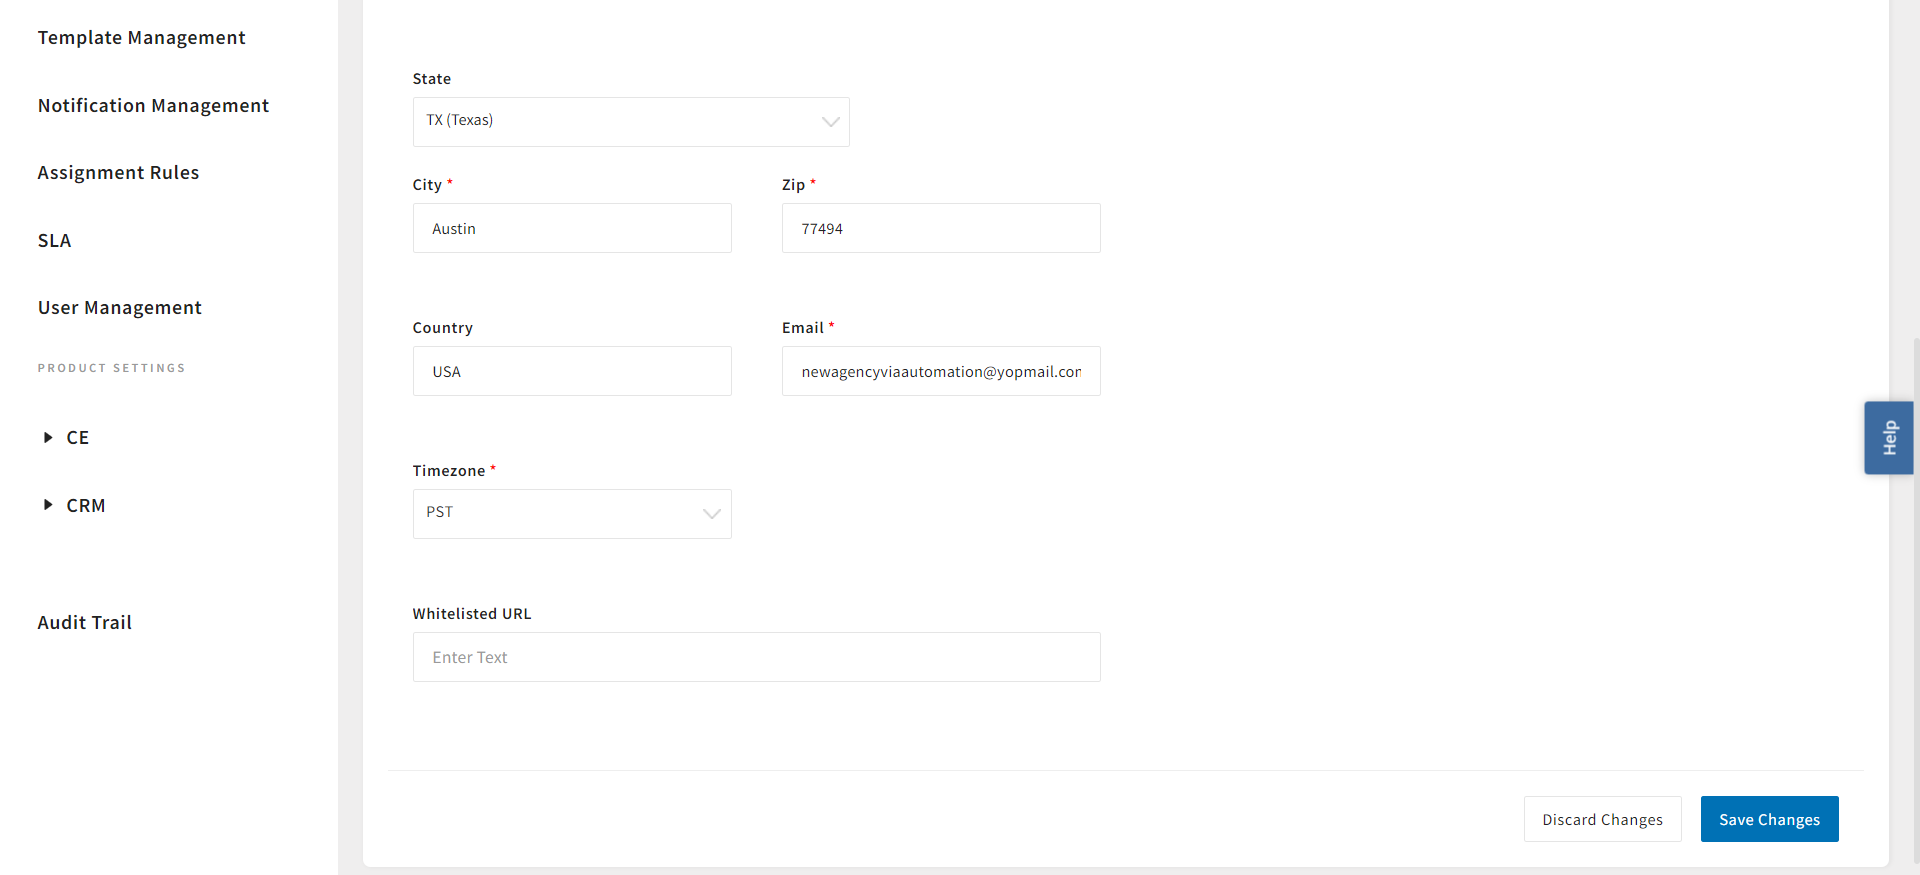 Template Management
Notification Management
Assignment Rules
SLA
User Management
PRODUCT SETTINGS
CE
CRM
Audit Trail
State
TX (Texas)
City * Zip *
Austin 77494
Country Email *
USA newagencyviaautomation@yopmail.con
Timezone *
PST
Whitelisted URL
Enter Text
Discard Changes Save Changes
Help